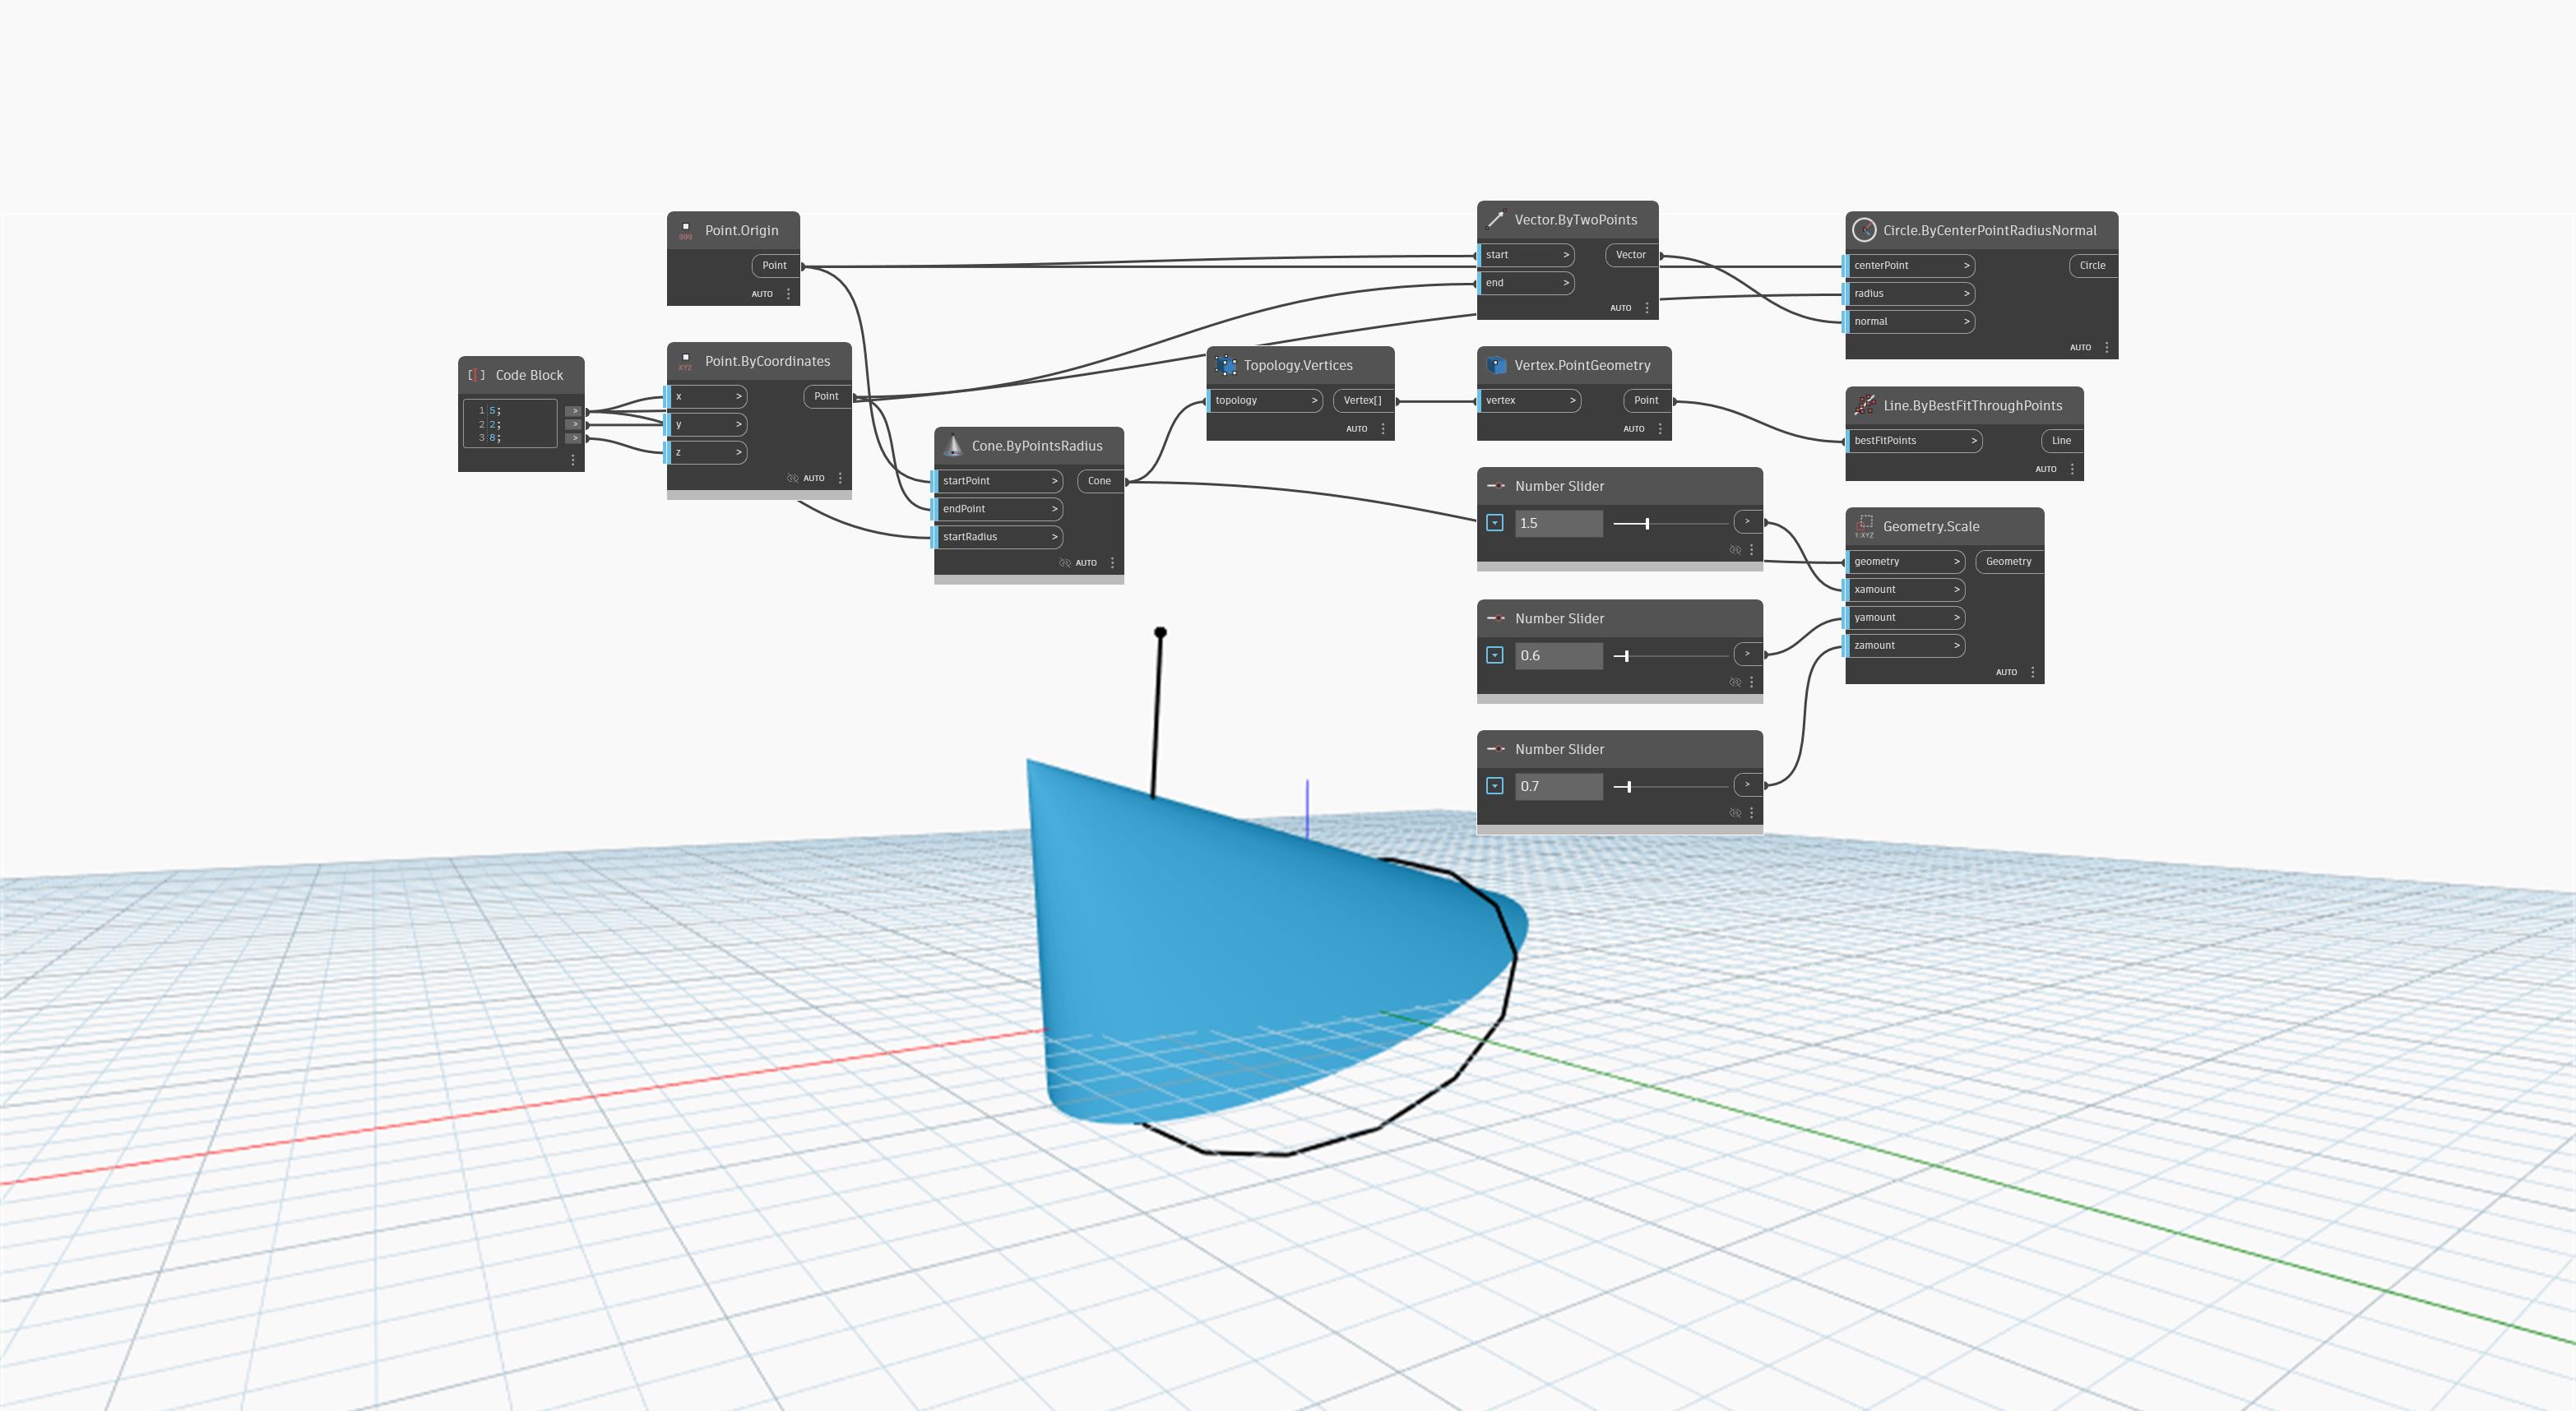 Point.Origin
Point
AUTO
Code Block
1 5;
2 2;
3 8;
>
>
>
Point.ByCoordinates
x >
Point
y >
z >
AUTO
Cone.ByPointsRadius
startPoint >
Cone
endPoint >
startRadius >
AUTO
Topology.Vertices
topology >
Vertex[]
AUTO
Vector.ByTwoPoints
start >
Vector
end >
AUTO
Vertex.PointGeometry
vertex >
Point
AUTO
Number Slider
1.5
>
Number Slider
0.6
>
Number Slider
0.7
>
Circle.ByCenterPointRadiusNormal
centerPoint >
Circle
radius >
normal >
AUTO
Line.ByBestFitThroughPoints
bestFitPoints >
Line
AUTO
Geometry.Scale
1:XYZ
geometry >
Geometry
xamount >
yamount >
zamount >
AUTO